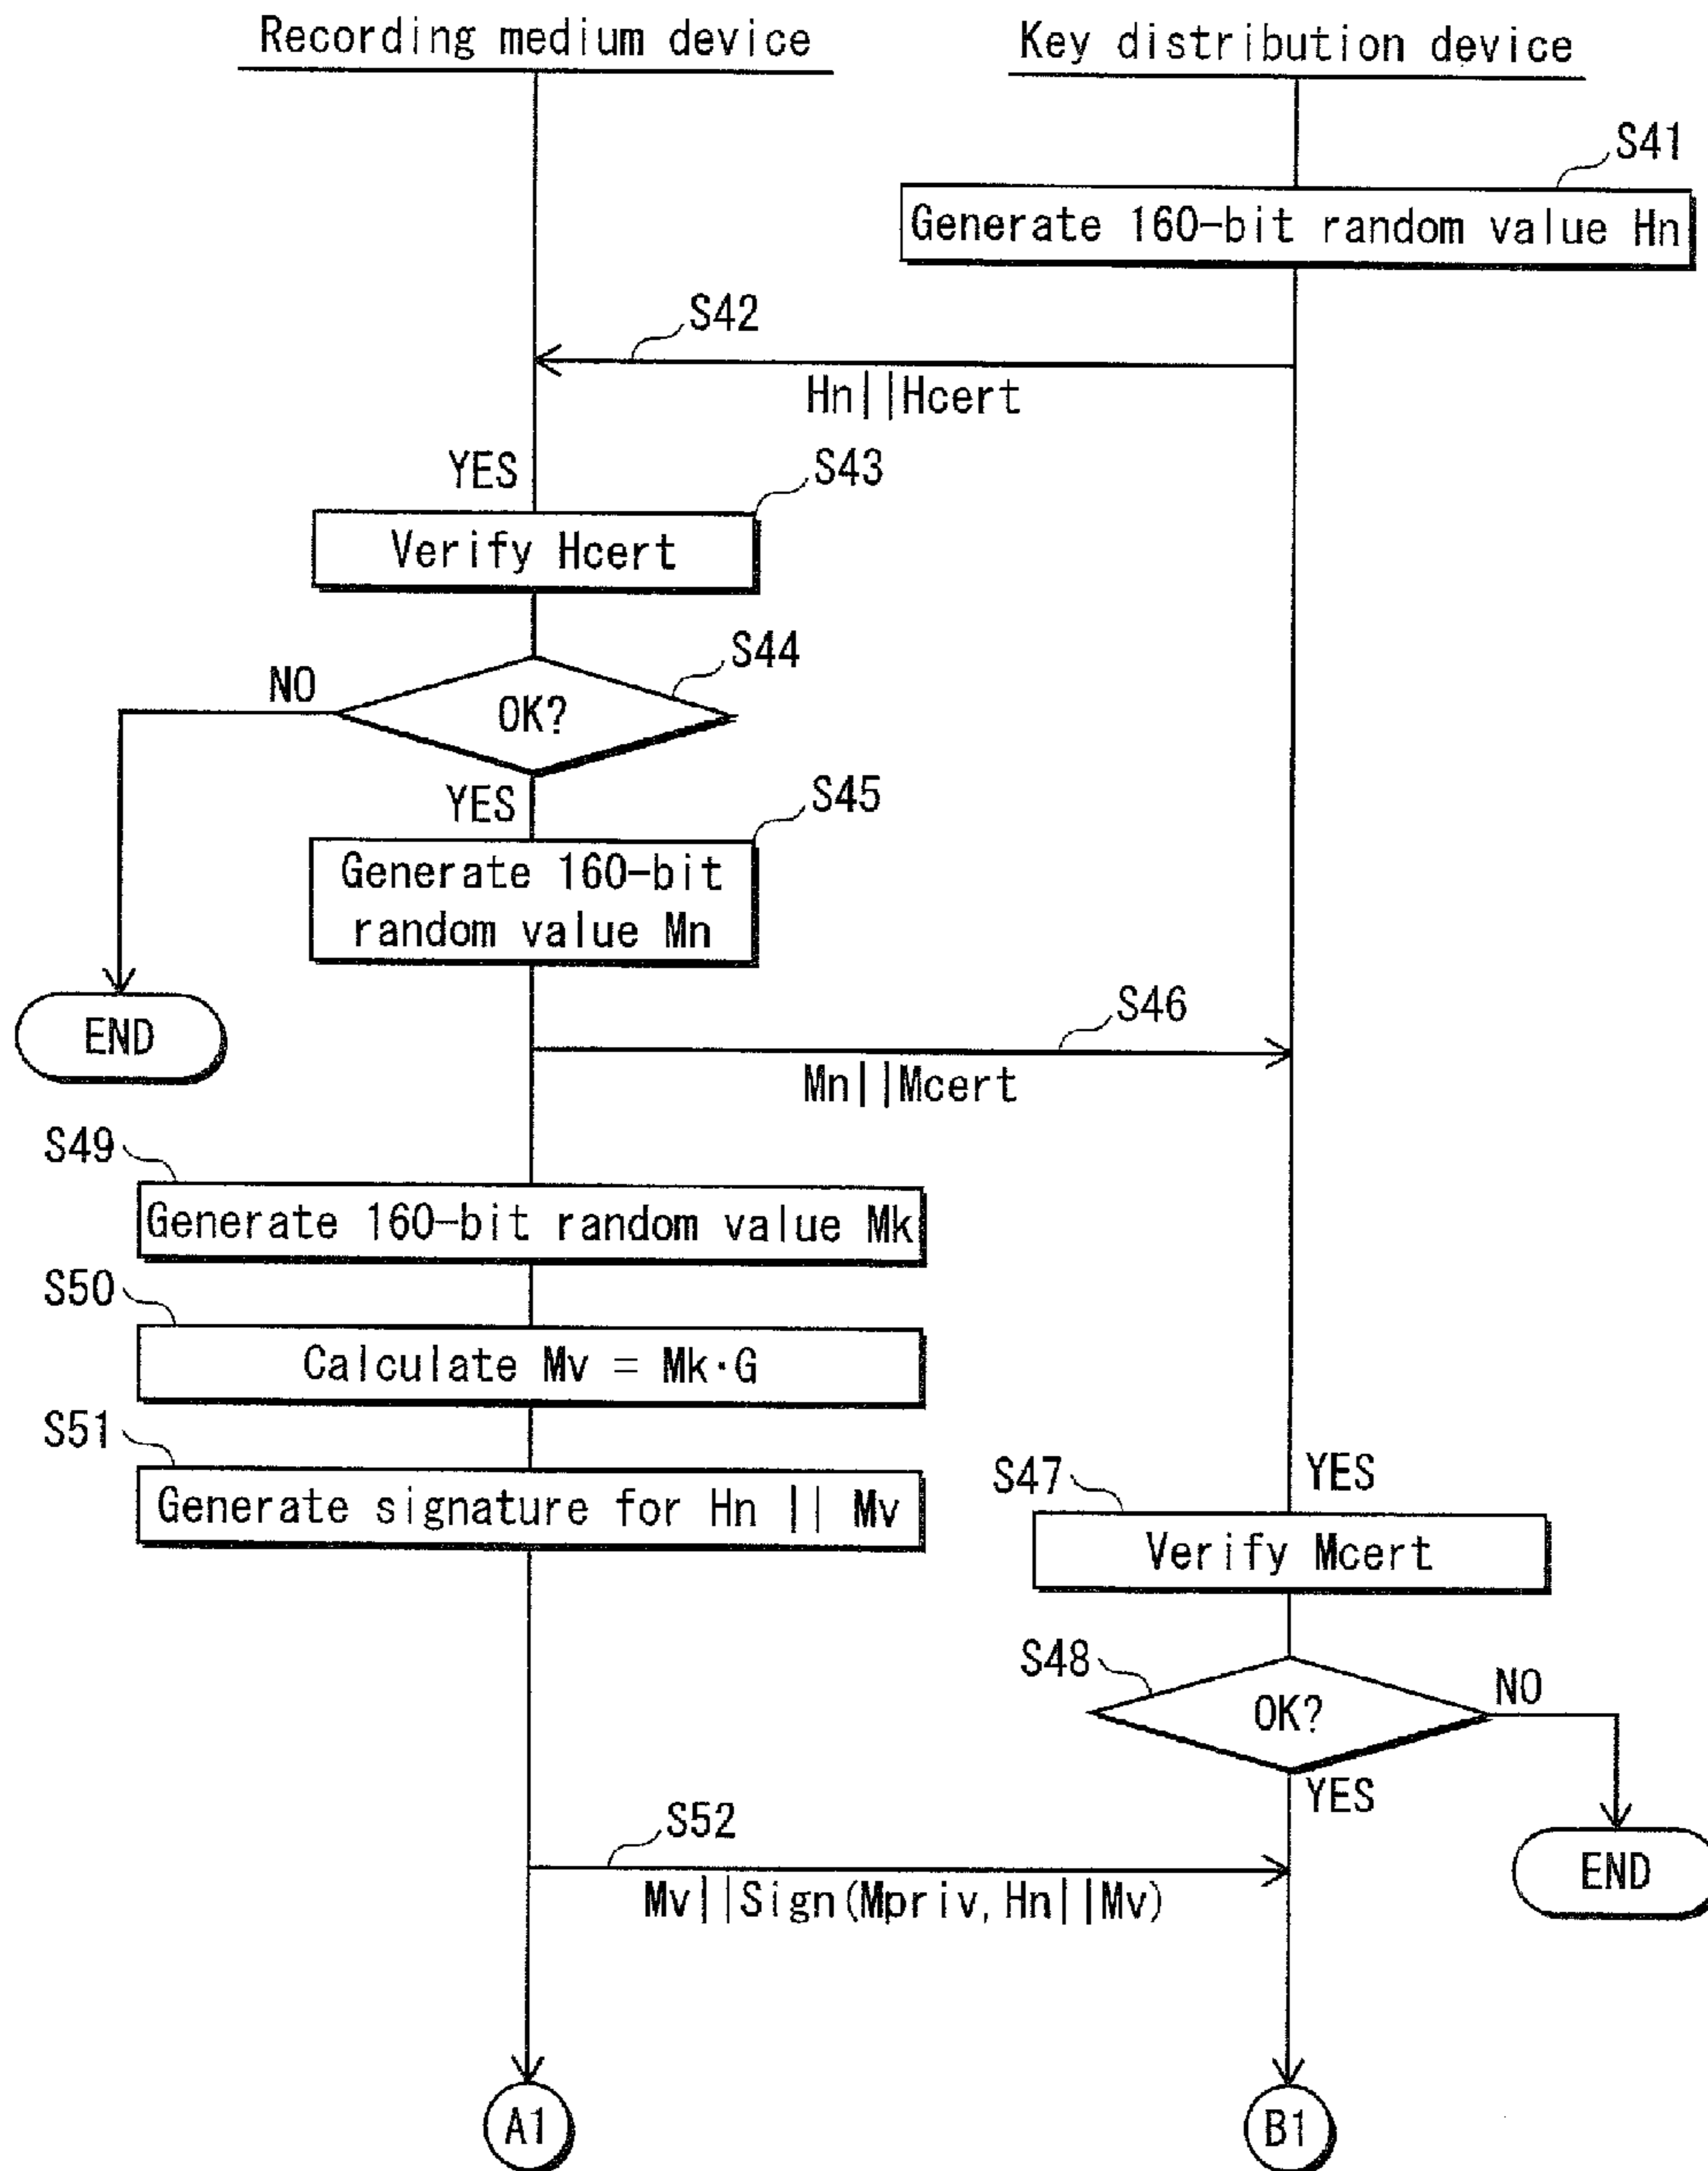 Recording medium device
Key distribution device
S41
Generate 160-bit random value Hn
S42
Hn||Hcert
YES
S43
Verify Hcert
S44
NO
OK?
YES
S45
Generate 160-bit
random value Mn
END
S46
Mn||Mcert
S49
Generate 160-bit random value Mk
S50
Calculate Mv = Mk·G
S51
Generate signature for Hn || Mv
S47
YES
Verify Mcert
S48
OK?
NO
YES
S52
Mv||Sign(Mpriv, Hn||Mv)
END
A1
B1